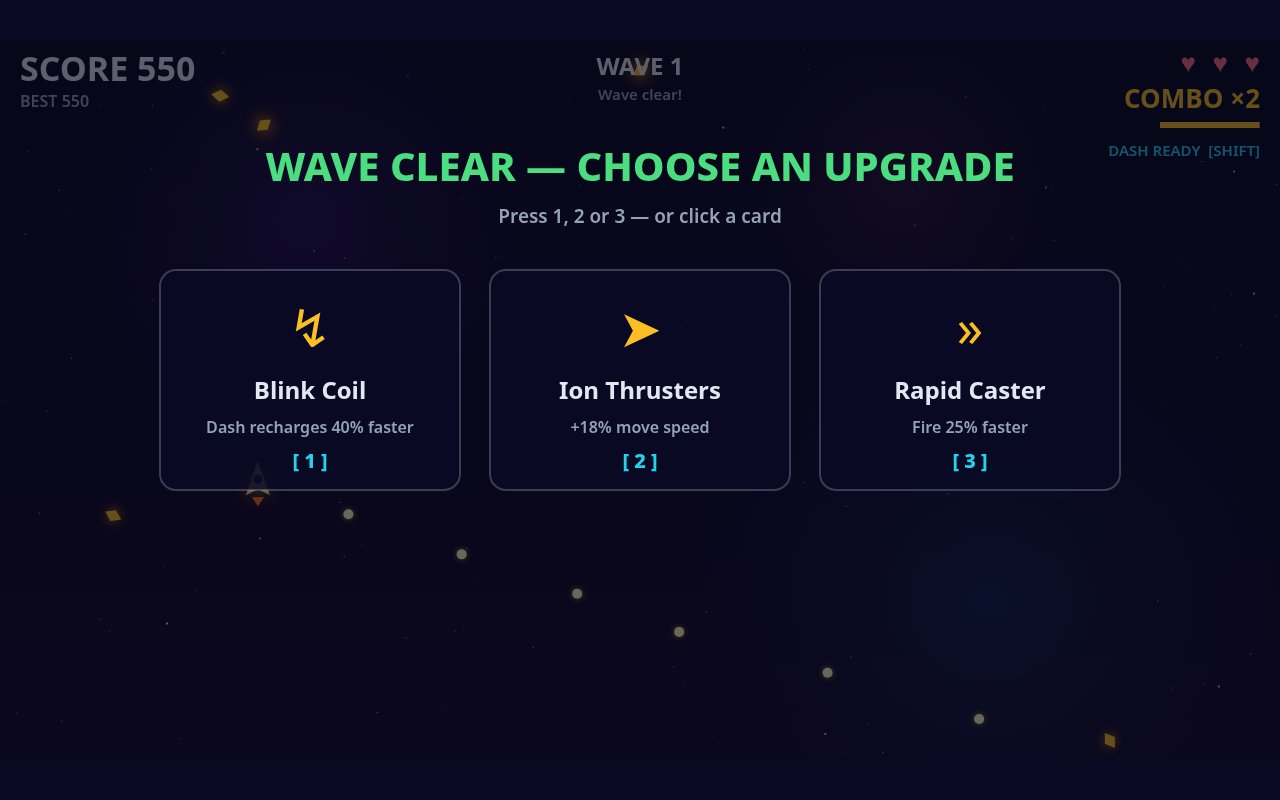 SCORE 550
BEST 550
WAVE 1
Wave clear!
♥ ♥ ♥
COMBO ×2
DASH READY [SHIFT]
WAVE CLEAR — CHOOSE AN UPGRADE
Press 1, 2 or 3 — or click a card
Blink Coil
Dash recharges 40% faster
[ 1 ]
Ion Thrusters
+18% move speed
[ 2 ]
Rapid Caster
Fire 25% faster
[ 3 ]